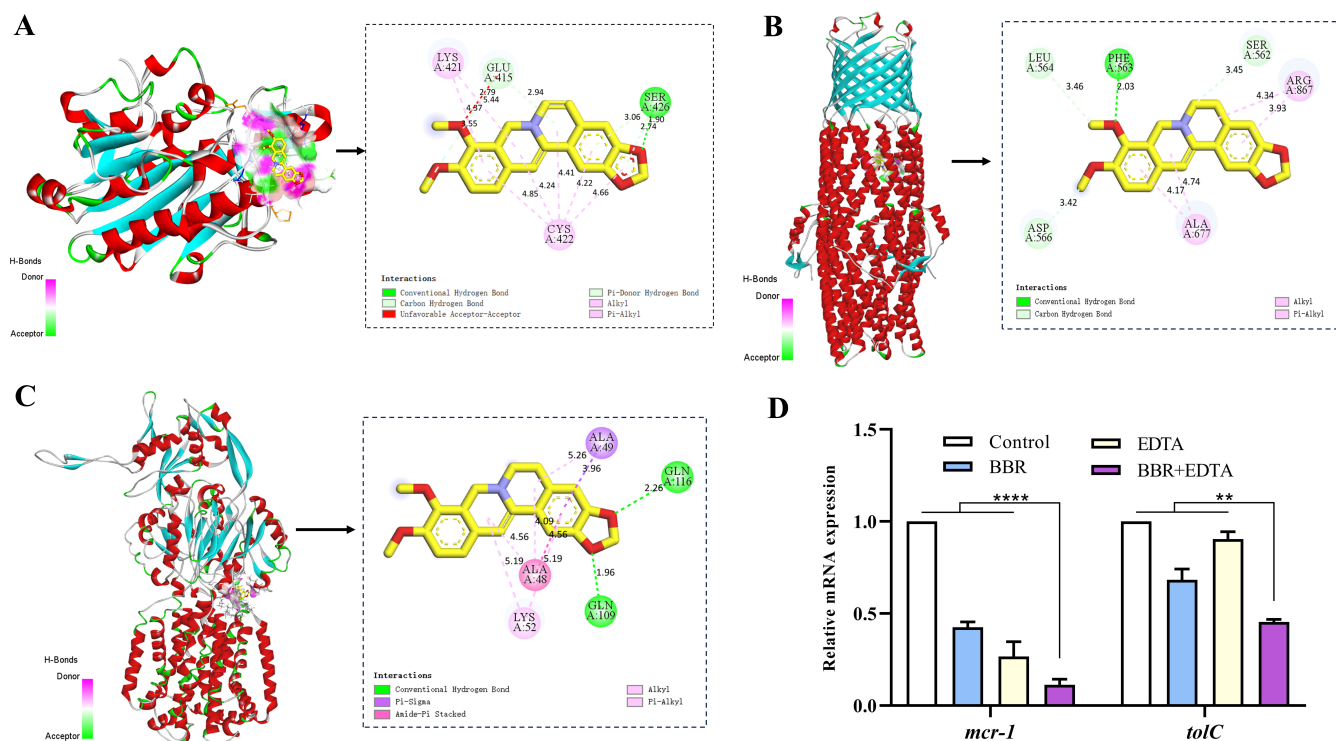 A
LYS
A:421
GLU
A:415
SER
A:426
CYS
A:422
2.79
5.44
4.37
2.94
3.06
1.90
2.74
4.41
4.24
4.22
4.85
4.66
H-Bonds
Donor
Acceptor
Interactions
Conventional Hydrogen Bond
Carbon Hydrogen Bond
Unfavorable Acceptor-Acceptor
Pi-Donor Hydrogen Bond
Alkyl
Pi-Alkyl
B
LEU
A:564
PHE
A:563
SER
A:562
ARG
A:867
3.46
2.03
3.45
4.34
3.93
4.74
4.17
3.42
ASP
A:566
ALA
A:677
H-Bonds
Donor
Acceptor
Interactions
Conventional Hydrogen Bond
Carbon Hydrogen Bond
Alkyl
Pi-Alkyl
C
ALA
A:49
GLN
A:116
5.26
3.96
2.26
4.09
4.56
4.56
5.19
5.19
1.96
ALA
A:48
LYS
A:52
GLN
A:109
H-Bonds
Donor
Acceptor
Interactions
Conventional Hydrogen Bond
Pi-Sigma
Amide-Pi Stacked
Alkyl
Pi-Alkyl
D
Relative mRNA expression
1.5
1.0
0.5
0.0
Control
BBR
EDTA
BBR+EDTA
****
**
mcr-1
tolC